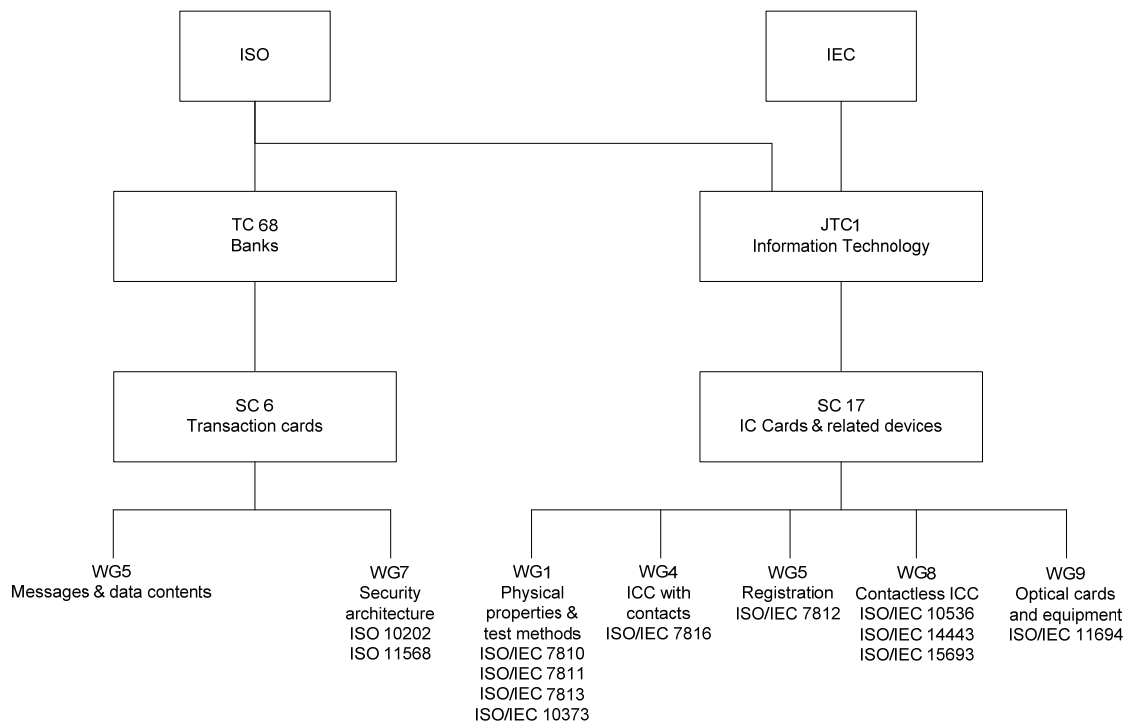 ISO
IEC
TC 68
Banks
JTC1
Information Technology
SC 6
Transaction cards
SC 17
IC Cards & related devices
WG5
Messages & data contents
WG7
Security
architecture
ISO 10202
ISO 11568
WG1
Physical
properties &
test methods
ISO/IEC 7810
ISO/IEC 7811
ISO/IEC 7813
ISO/IEC 10373
WG4
ICC with
contacts
ISO/IEC 7816
WG5
Registration
ISO/IEC 7812
WG8
Contactless ICC
ISO/IEC 10536
ISO/IEC 14443
ISO/IEC 15693
WG9
Optical cards
and equipment
ISO/IEC 11694